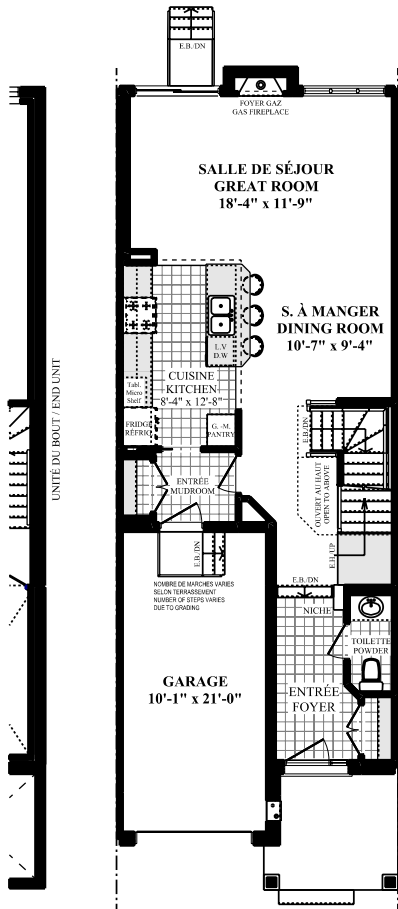 E.B./DN
FOYER GAZ
GAS FIREPLACE
SALLE DE SÉJOUR
GREAT ROOM
18'-4" x 11'-9"
S. À MANGER
DINING ROOM
10'-7" x 9'-4"
L.V
D.W
CUISINE
KITCHEN
8'-4" x 12'-8"
Tabl.
Micro
Shelf
FRIDGE
RÉFRIG.
G. -M.
PANTRY
UNITÉ DU BOUT / END UNIT
E.B./DN
OUVERT AU HAUT
OPEN TO ABOVE
ENTRÉE
MUDROOM
E.H./UP
E.B./DN
NOMBRE DE MARCHES VARIES
SELON TERRASSEMENT
NUMBER OF STEPS VARIES
DUE TO GRADING
E.B./DN
NICHE
TOILETTE
POWDER
GARAGE
10'-1" x 21'-0"
ENTRÉE
FOYER